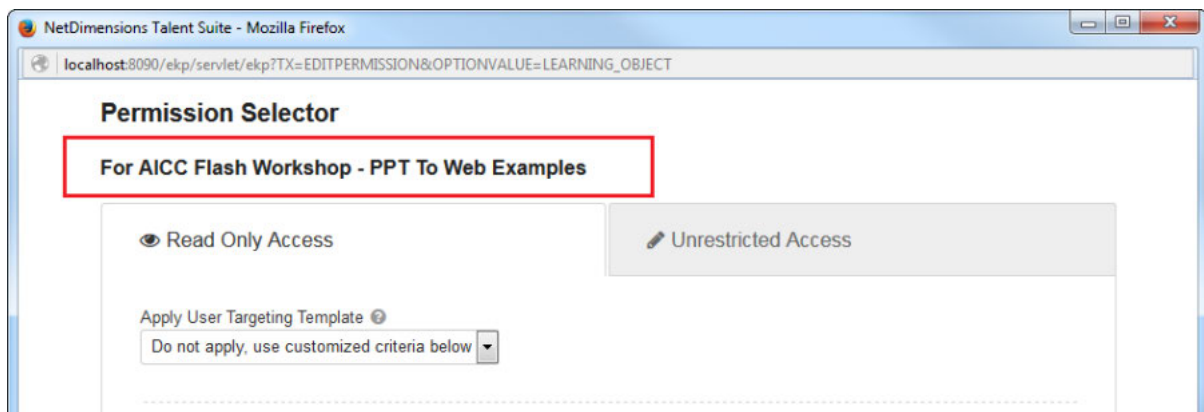 NetDimensions Talent Suite - Mozilla Firefox
localhost:8090/ekp/servlet/ekp?TX=EDITPERMISSION&OPTIONVALUE=LEARNING_OBJECT
Permission Selector
For AICC Flash Workshop - PPT To Web Examples
Read Only Access
Unrestricted Access
Apply User Targeting Template
Do not apply, use customized criteria below